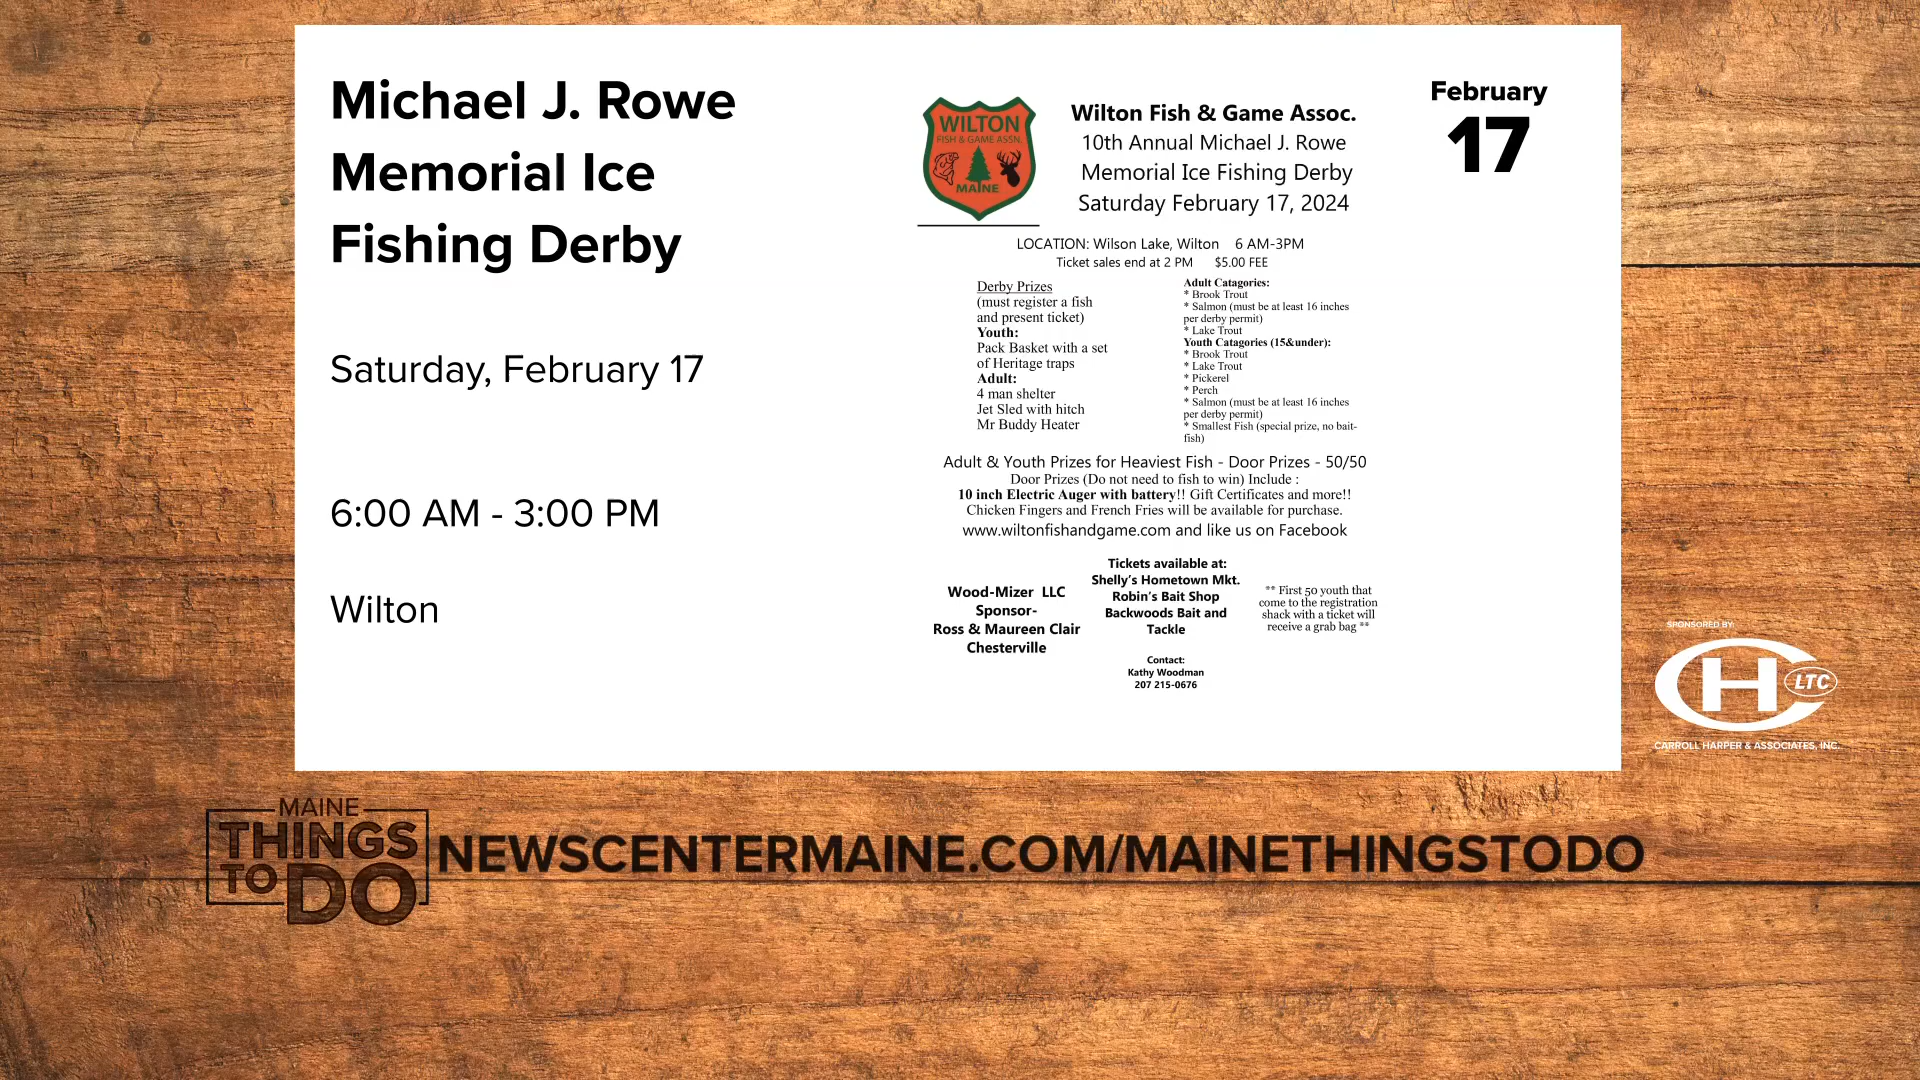 Michael J. Rowe
Memorial Ice
Fishing Derby
Saturday, February 17
6:00 AM - 3:00 PM
Wilton
WILTON
FISH & GAME ASSN.
MAINE
Wilton Fish & Game Assoc.
10th Annual Michael J. Rowe
Memorial Ice Fishing Derby
Saturday February 17, 2024
LOCATION: Wilson Lake, Wilton 6 AM-3PM
Ticket sales end at 2 PM $5.00 FEE
Derby Prizes
(must register a fish
and present ticket)
Youth:
Pack Basket with a set
of Heritage traps
Adult:
4 man shelter
Jet Sled with hitch
Mr Buddy Heater
Adult Catagories:
* Brook Trout
* Salmon (must be at least 16 inches
per derby permit)
* Lake Trout
Youth Catagories (15&under):
* Brook Trout
* Lake Trout
* Pickerel
* Perch
* Salmon (must be at least 16 inches
per derby permit)
* Smallest Fish (special prize, no bait-
fish)
Adult & Youth Prizes for Heaviest Fish - Door Prizes - 50/50
Door Prizes (Do not need to fish to win) Include :
10 inch Electric Auger with battery!! Gift Certificates and more!!
Chicken Fingers and French Fries will be available for purchase.
www.wiltonfishandgame.com and like us on Facebook
Wood-Mizer LLC
Sponsor-
Ross & Maureen Clair
Chesterville
Tickets available at:
Shelly's Hometown Mkt.
Robin's Bait Shop
Backwoods Bait and
Tackle
Contact:
Kathy Woodman
207 215-0676
** First 50 youth that
come to the registration
shack with a ticket will
receive a grab bag **
February
17
SPONSORED BY:
CH LTC
CARROLL HARPER & ASSOCIATES, INC.
MAINE
THINGS
TO DO
NEWSCENTERMAINE.COM/MAINETHINGSTODO